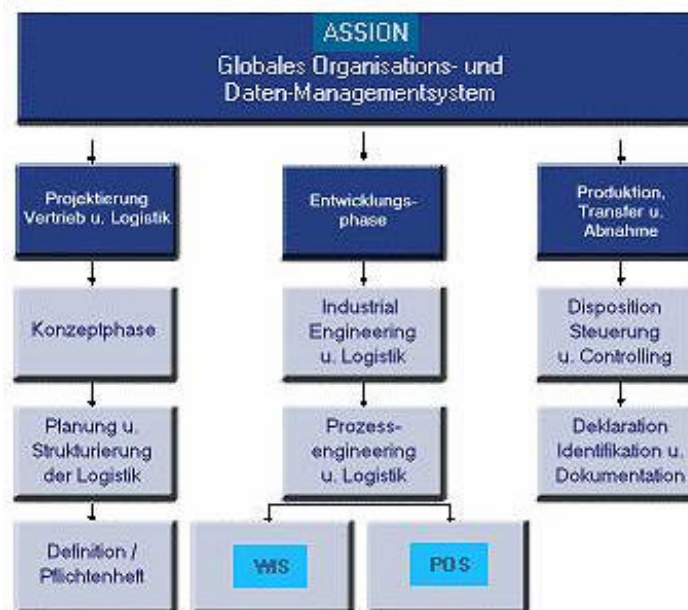 ASSION
Globales Organisations- und
Daten-Managementsystem
Projektierung
Vertrieb u. Logistik
Entwicklungs-
phase
Produktion,
Transfer u.
Abnahme
Konzeptphase
Industrial
Engineering
u. Logistik
Disposition
Steuerung
u. Controlling
Planung u.
Strukturierung
der Logistik
Prozess-
engineering
u. Logistik
Deklaration
Identifikation u.
Dokumentation
Definition /
Pflichtenheft
WIS
POS